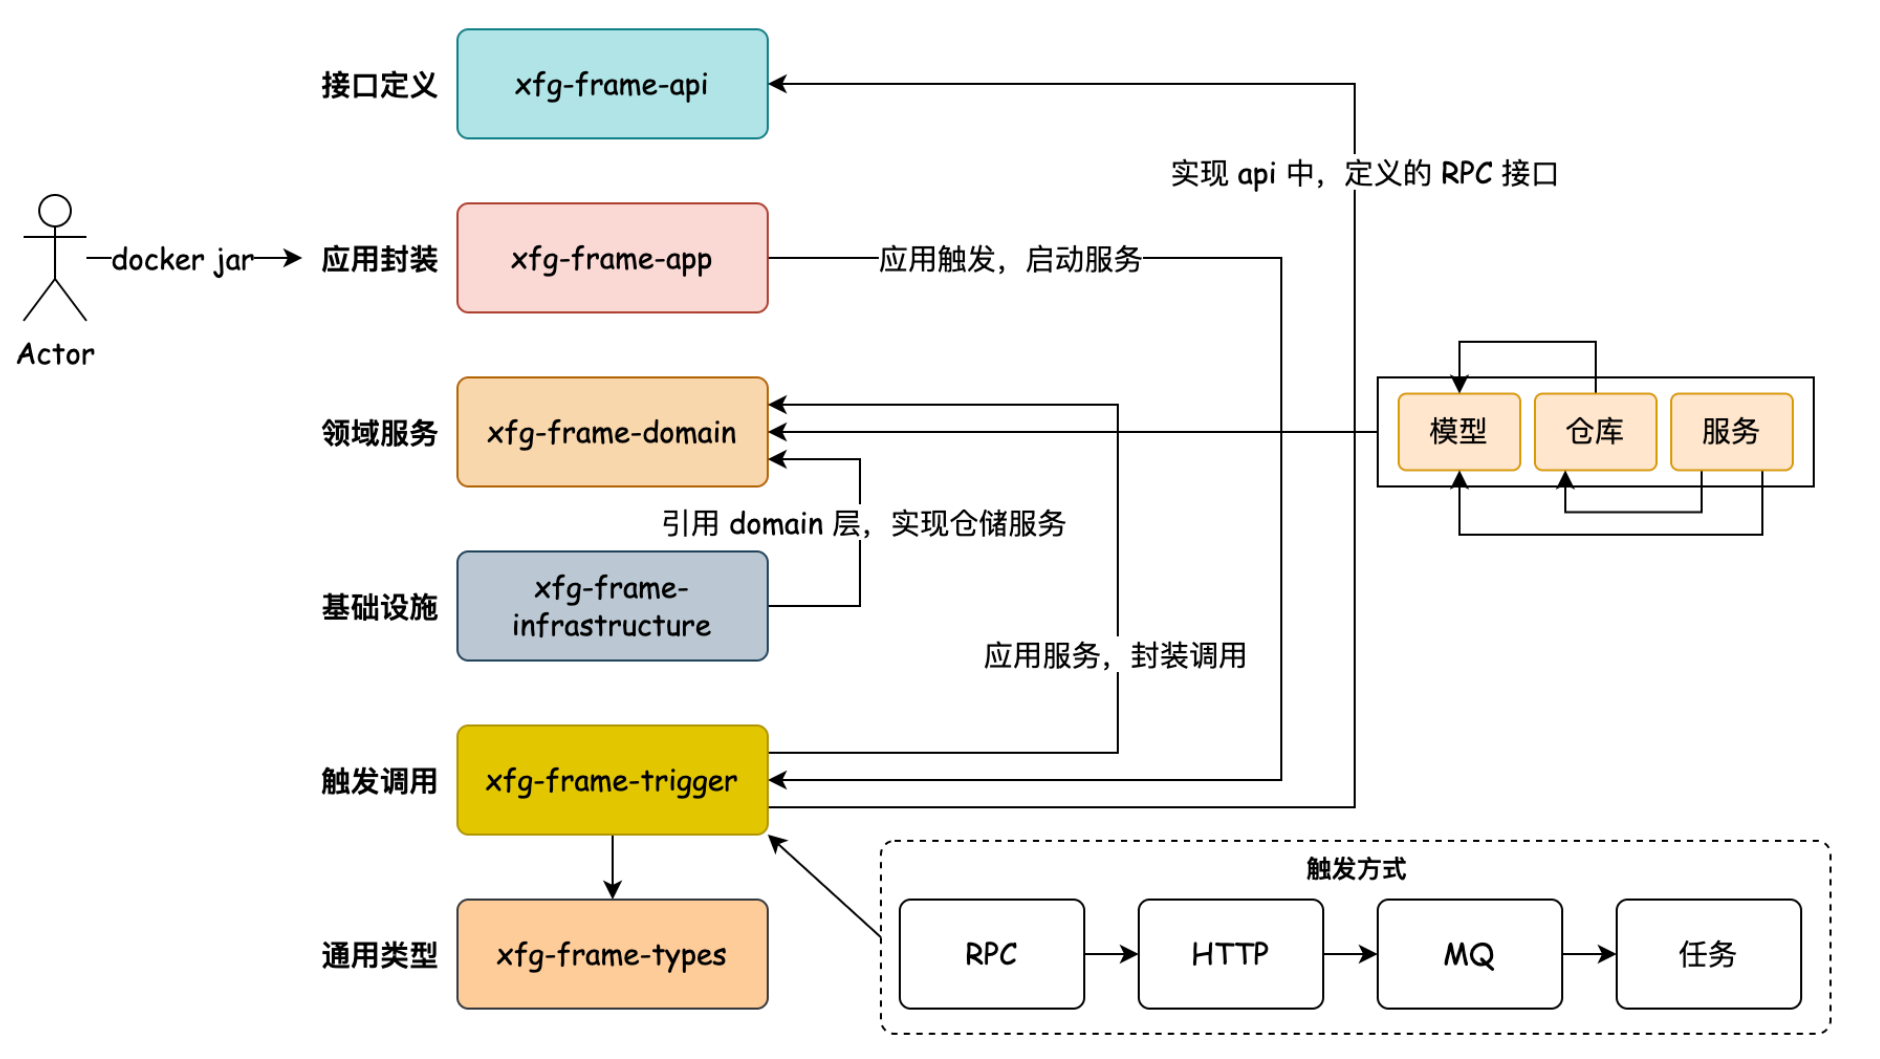 接口定义
xfg-frame-api
实现 api 中，定义的 RPC 接口
docker jar
应用封装
xfg-frame-app
应用触发，启动服务
Actor
领域服务
xfg-frame-domain
模型
仓库
服务
引用 domain 层，实现仓储服务
基础设施
xfg-frame-
infrastructure
应用服务，封装调用
触发调用
xfg-frame-trigger
触发方式
通用类型
xfg-frame-types
RPC
HTTP
MQ
任务